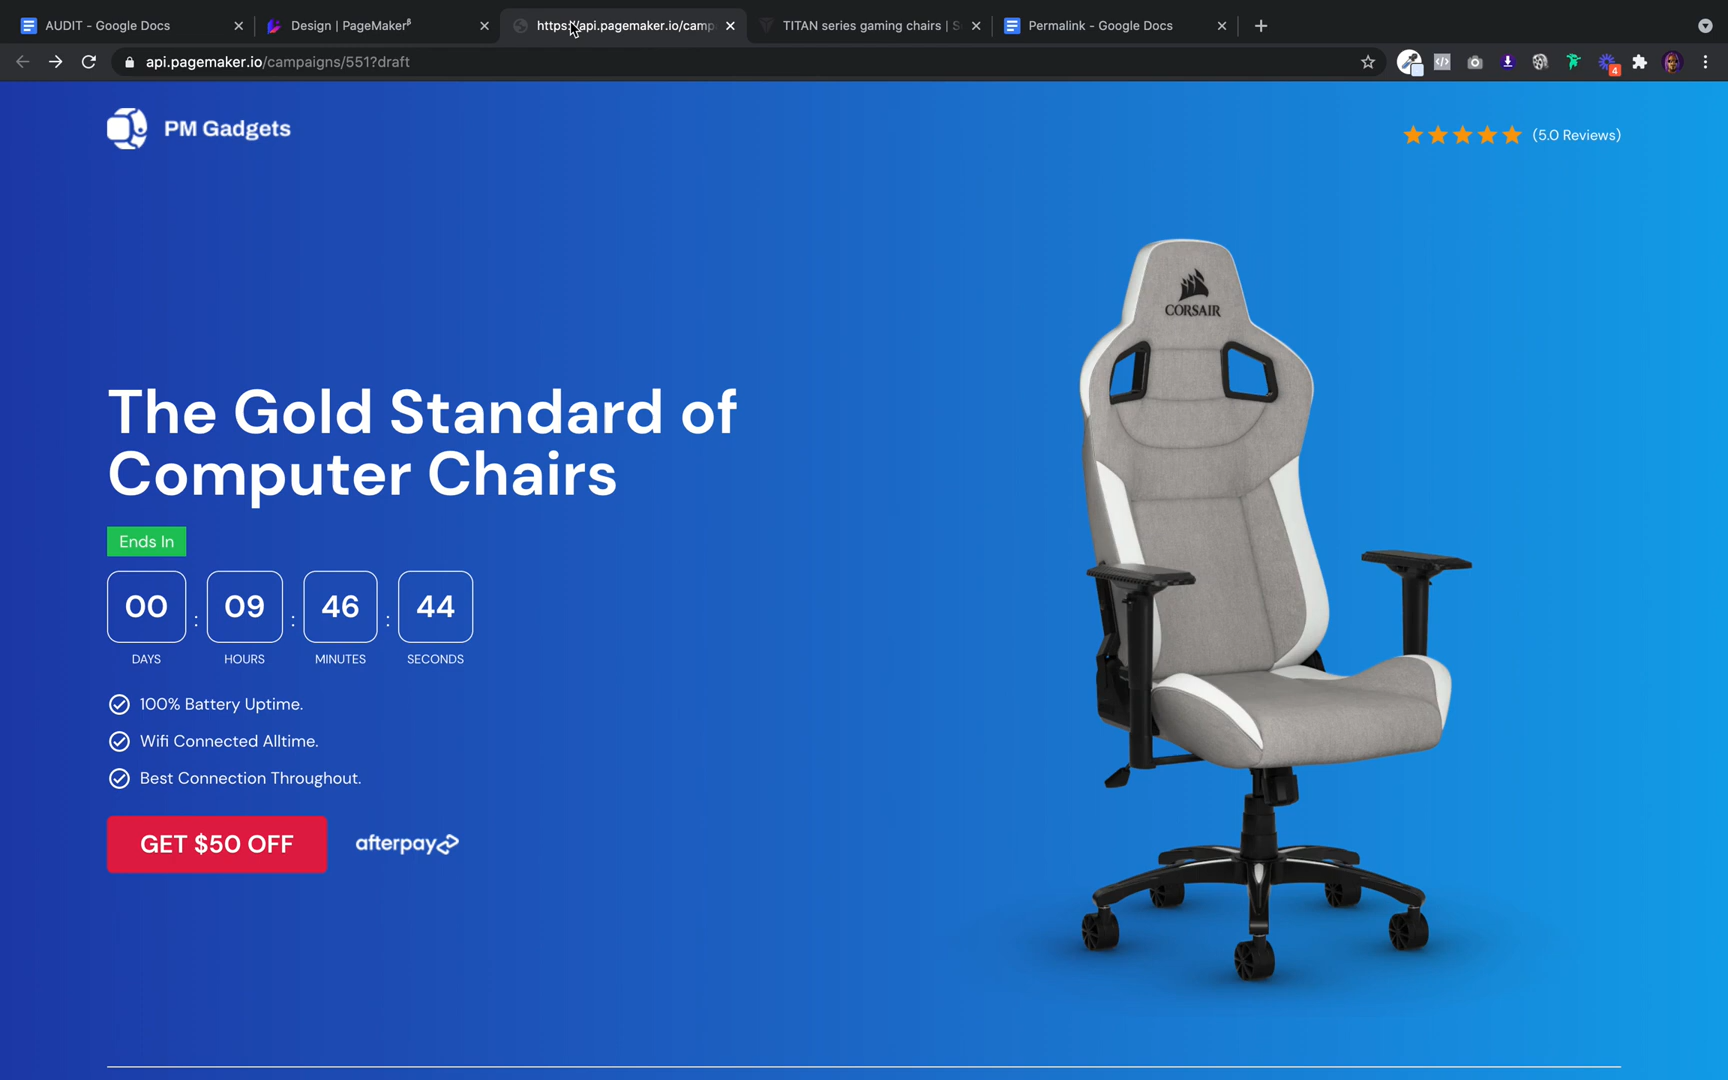 AUDIT - Google Docs
Design | PageMakerβ
https://api.pagemaker.io/camp
TITAN series gaming chairs | S
Permalink - Google Docs
api.pagemaker.io/campaigns/551?draft
4
PM Gadgets
(5.0 Reviews)
CORSAIR
The Gold Standard of
Computer Chairs
Ends In
00 : 09 : 46 : 44
DAYS HOURS MINUTES SECONDS
100% Battery Uptime.
Wifi Connected Alltime.
Best Connection Throughout.
GET $50 OFF
afterpay